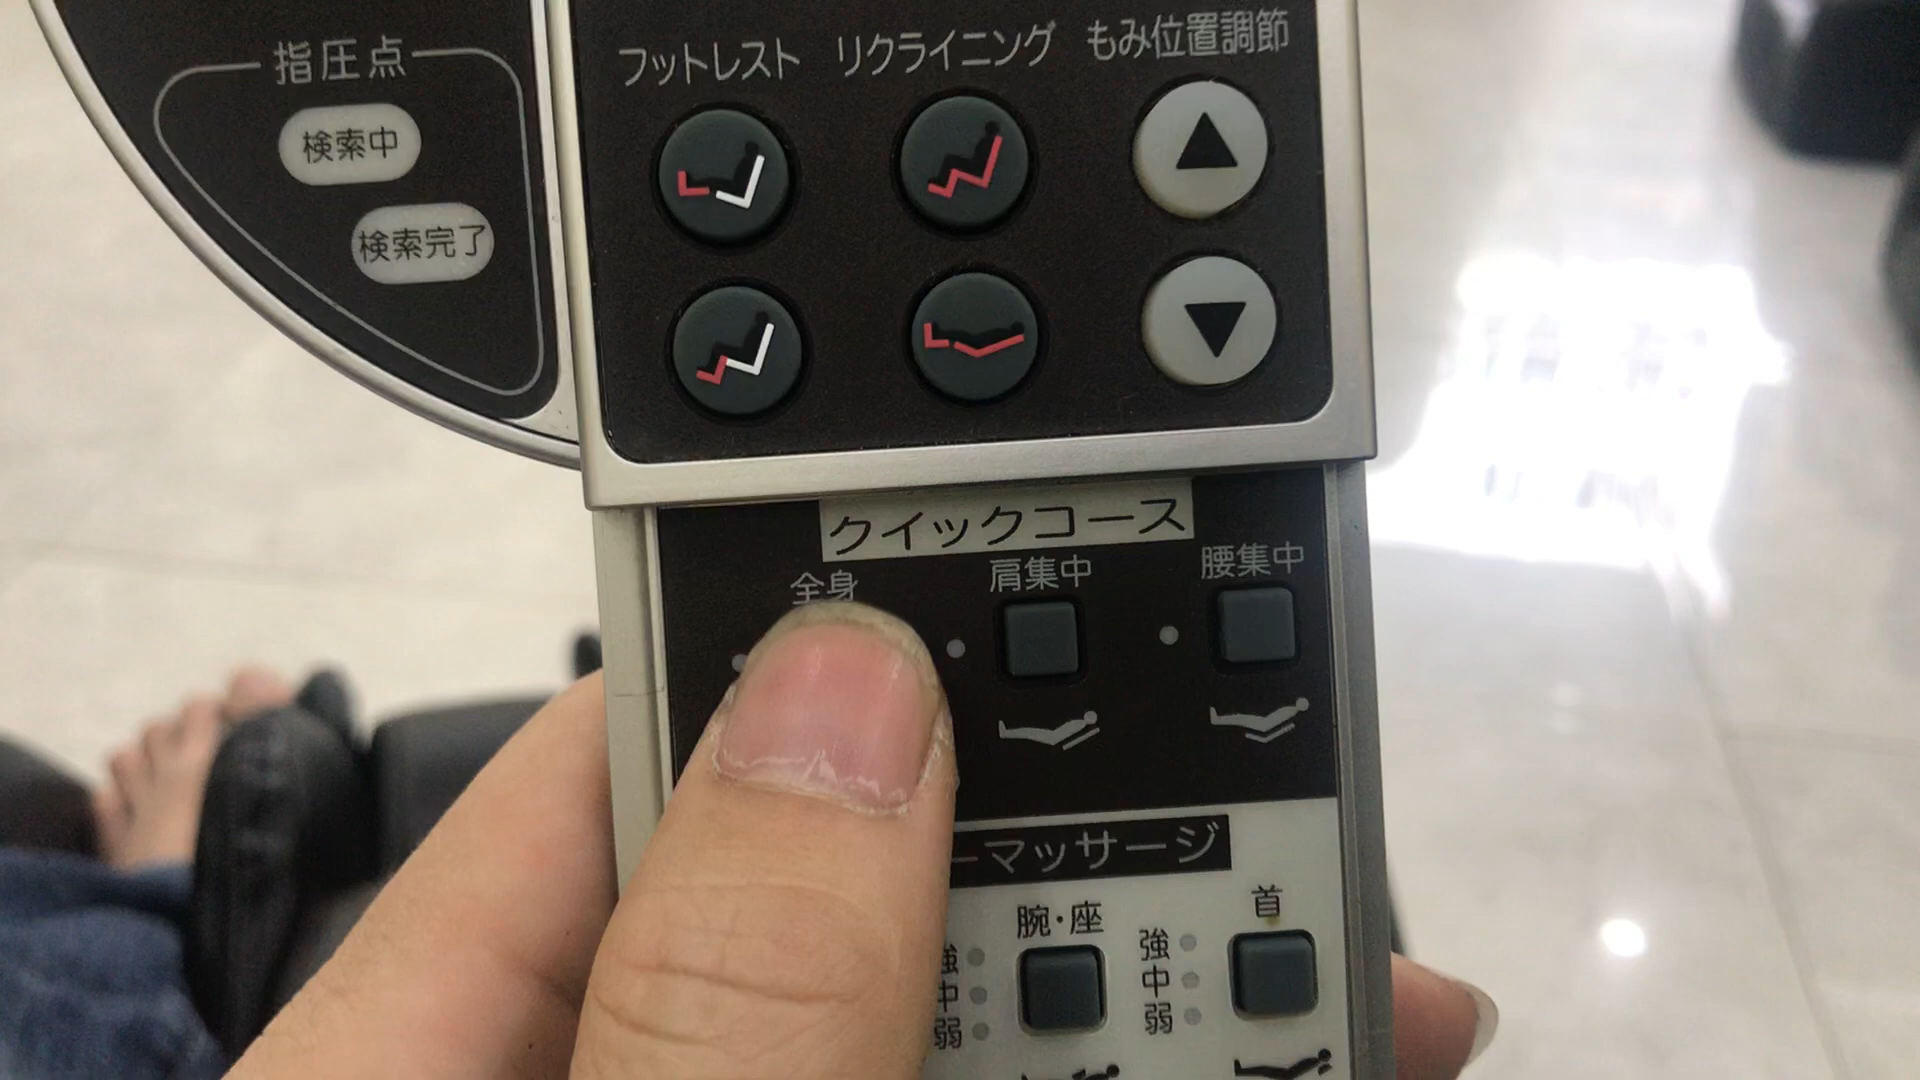 指圧点
検索中
検索完了
フットレスト
リクライニング
もみ位置調節
クイックコース
全身
肩集中
腰集中
ーマッサージ
腕・座
強
中
弱
首
強
中
弱